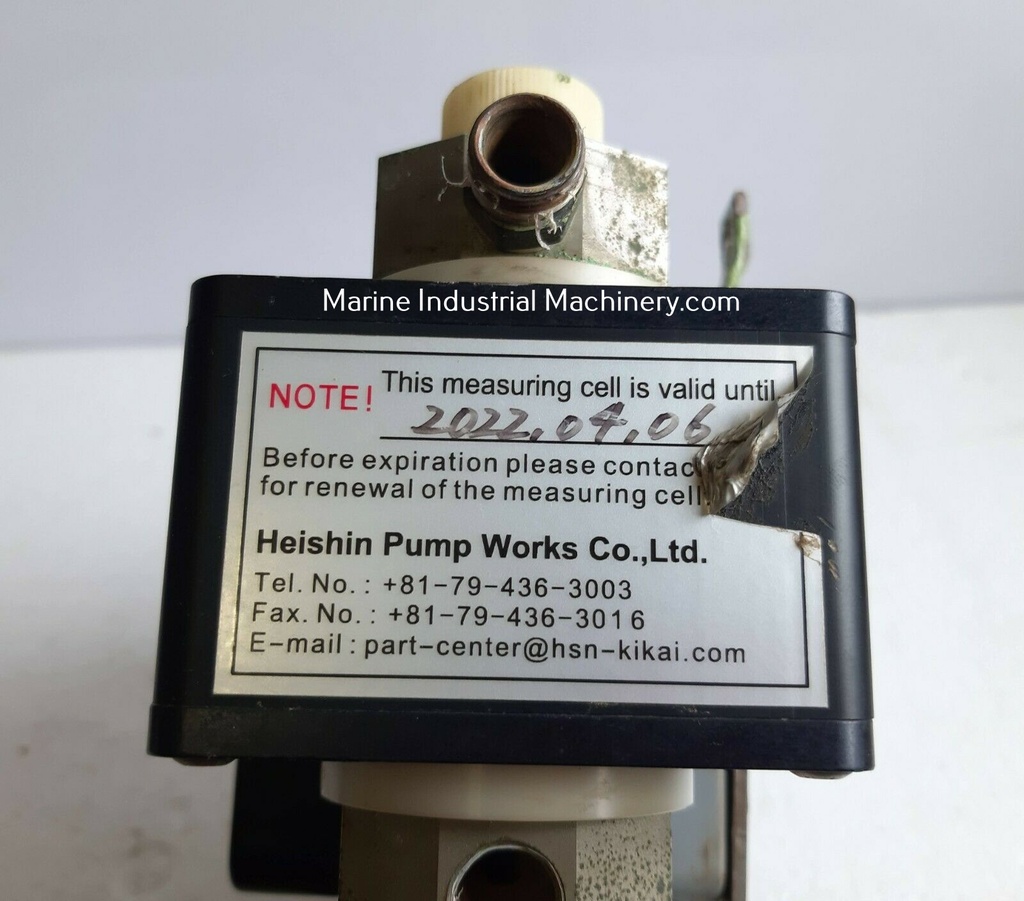 Marine Industrial Machinery.com
NOTE! This measuring cell is valid until
2022.04.06
Before expiration please contac
for renewal of the measuring cell.
Heishin Pump Works Co.,Ltd.
Tel. No. : +81-79-436-3003
Fax. No. : +81-79-436-3016
E-mail : part-center@hsn-kikai.com